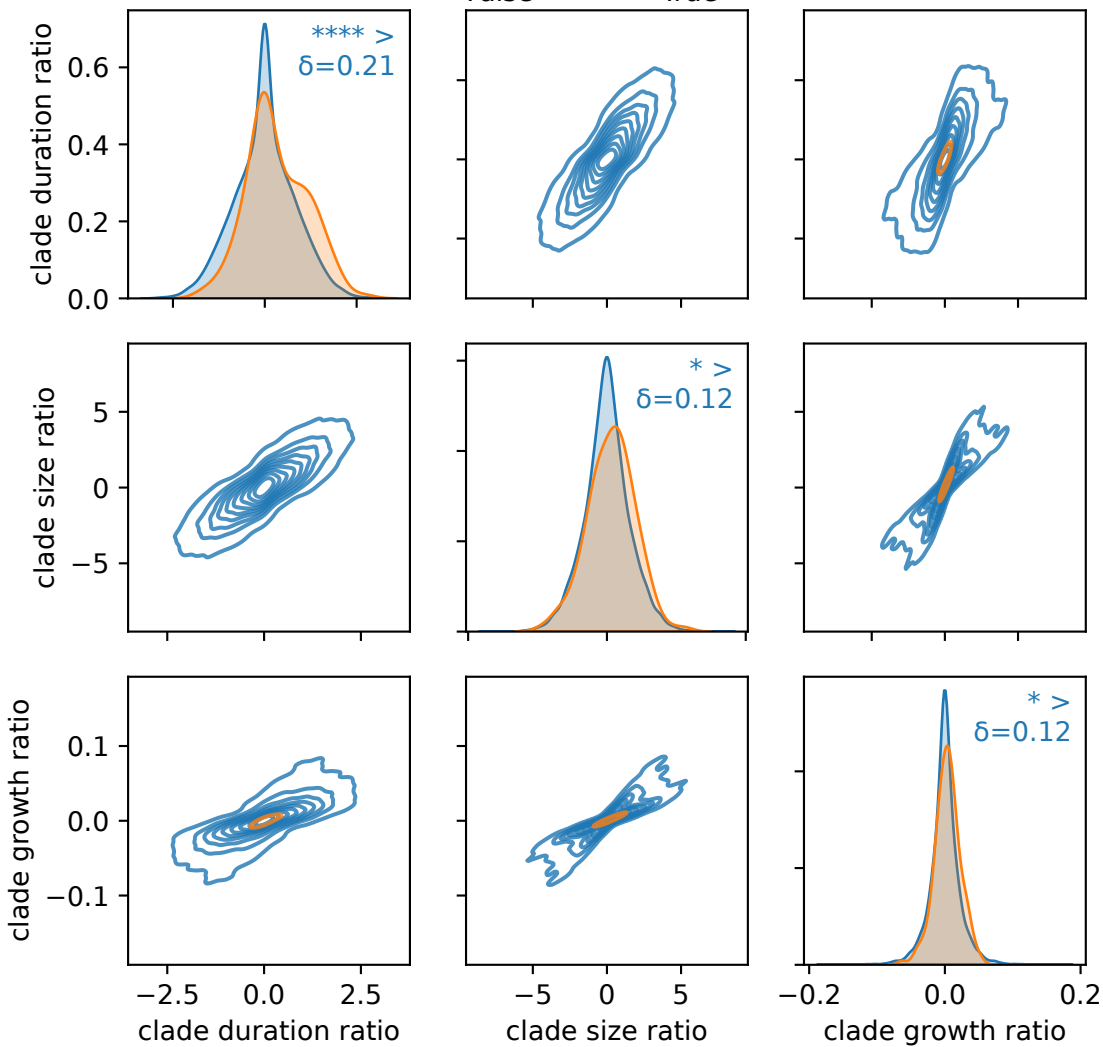 **** >
δ=0.21
0.6
0.4
0.2
0.0
clade duration ratio
* >
δ=0.12
5
0
−5
clade size ratio
* >
δ=0.12
0.1
0.0
−0.1
clade growth ratio
−2.5 0.0 2.5
−5 0 5
−0.2 0.0 0.2
clade duration ratio
clade size ratio
clade growth ratio